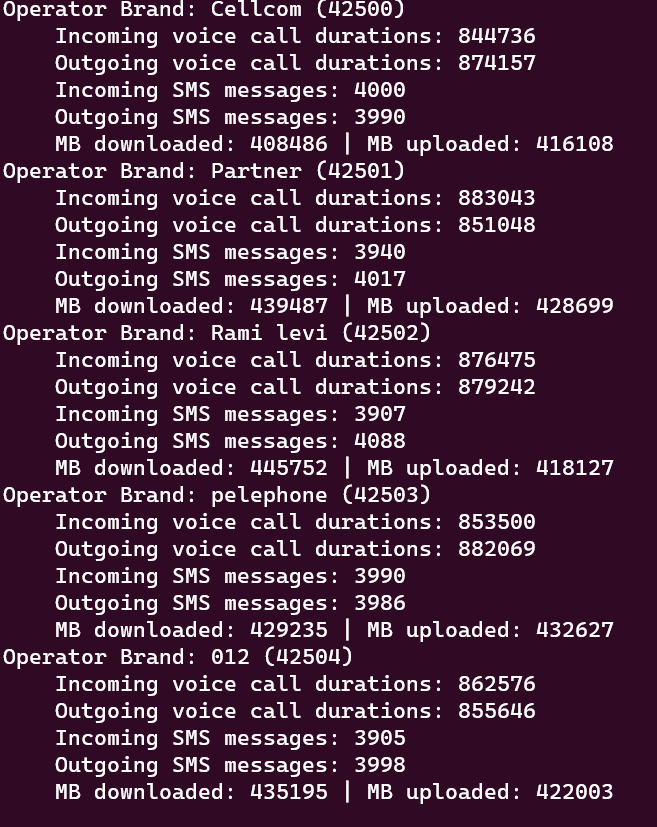 Operator Brand: Cellcom (42500)
    Incoming voice call durations: 844736
    Outgoing voice call durations: 874157
    Incoming SMS messages: 4000
    Outgoing SMS messages: 3990
    MB downloaded: 408486 | MB uploaded: 416108
Operator Brand: Partner (42501)
    Incoming voice call durations: 883043
    Outgoing voice call durations: 851048
    Incoming SMS messages: 3940
    Outgoing SMS messages: 4017
    MB downloaded: 439487 | MB uploaded: 428699
Operator Brand: Rami levi (42502)
    Incoming voice call durations: 876475
    Outgoing voice call durations: 879242
    Incoming SMS messages: 3907
    Outgoing SMS messages: 4088
    MB downloaded: 445752 | MB uploaded: 418127
Operator Brand: pelephone (42503)
    Incoming voice call durations: 853500
    Outgoing voice call durations: 882069
    Incoming SMS messages: 3990
    Outgoing SMS messages: 3986
    MB downloaded: 429235 | MB uploaded: 432627
Operator Brand: 012 (42504)
    Incoming voice call durations: 862576
    Outgoing voice call durations: 855646
    Incoming SMS messages: 3905
    Outgoing SMS messages: 3998
    MB downloaded: 435195 | MB uploaded: 422003